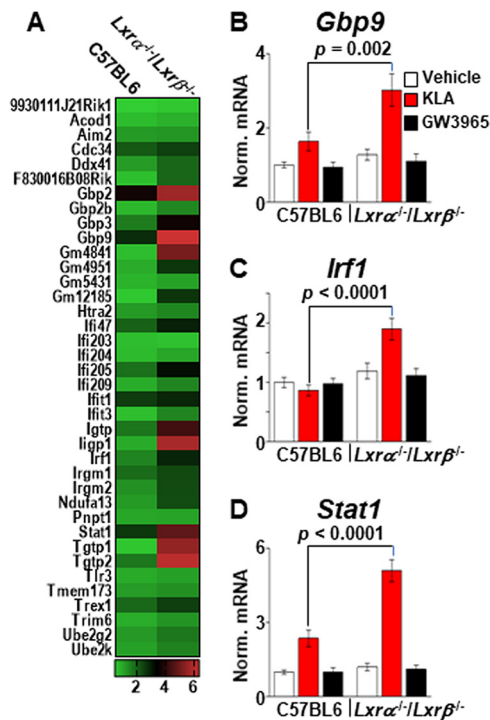 A
C57BL6
Lxrα-/-/Lxrβ-/-
9930111J21Rik1
Acod1
Aim2
Cdc34
Ddx41
F830016B08Rik
Gbp2
Gbp2b
Gbp3
Gbp9
Gm4841
Gm4951
Gm5431
Gm12185
Htra2
Ifi47
Ifi203
Ifi204
Ifi205
Ifi209
Ifit1
Ifit3
Igtp
Iigp1
Irf1
Irgm1
Irgm2
Ndufa13
Pnpt1
Stat1
Tgtp1
Tgtp2
Tlr3
Tmem173
Trex1
Trim6
Ube2g2
Ube2k
2 4 6
B
Gbp9
p = 0.002
Vehicle
KLA
GW3965
Norm. mRNA
4
2
0
C57BL6 | Lxrα-/-/Lxrβ-/-
C
Irf1
p < 0.0001
Norm. mRNA
2
1
0
C57BL6 | Lxrα-/-/Lxrβ-/-
D
Stat1
p < 0.0001
Norm. mRNA
6
3
0
C57BL6 | Lxrα-/-/Lxrβ-/-